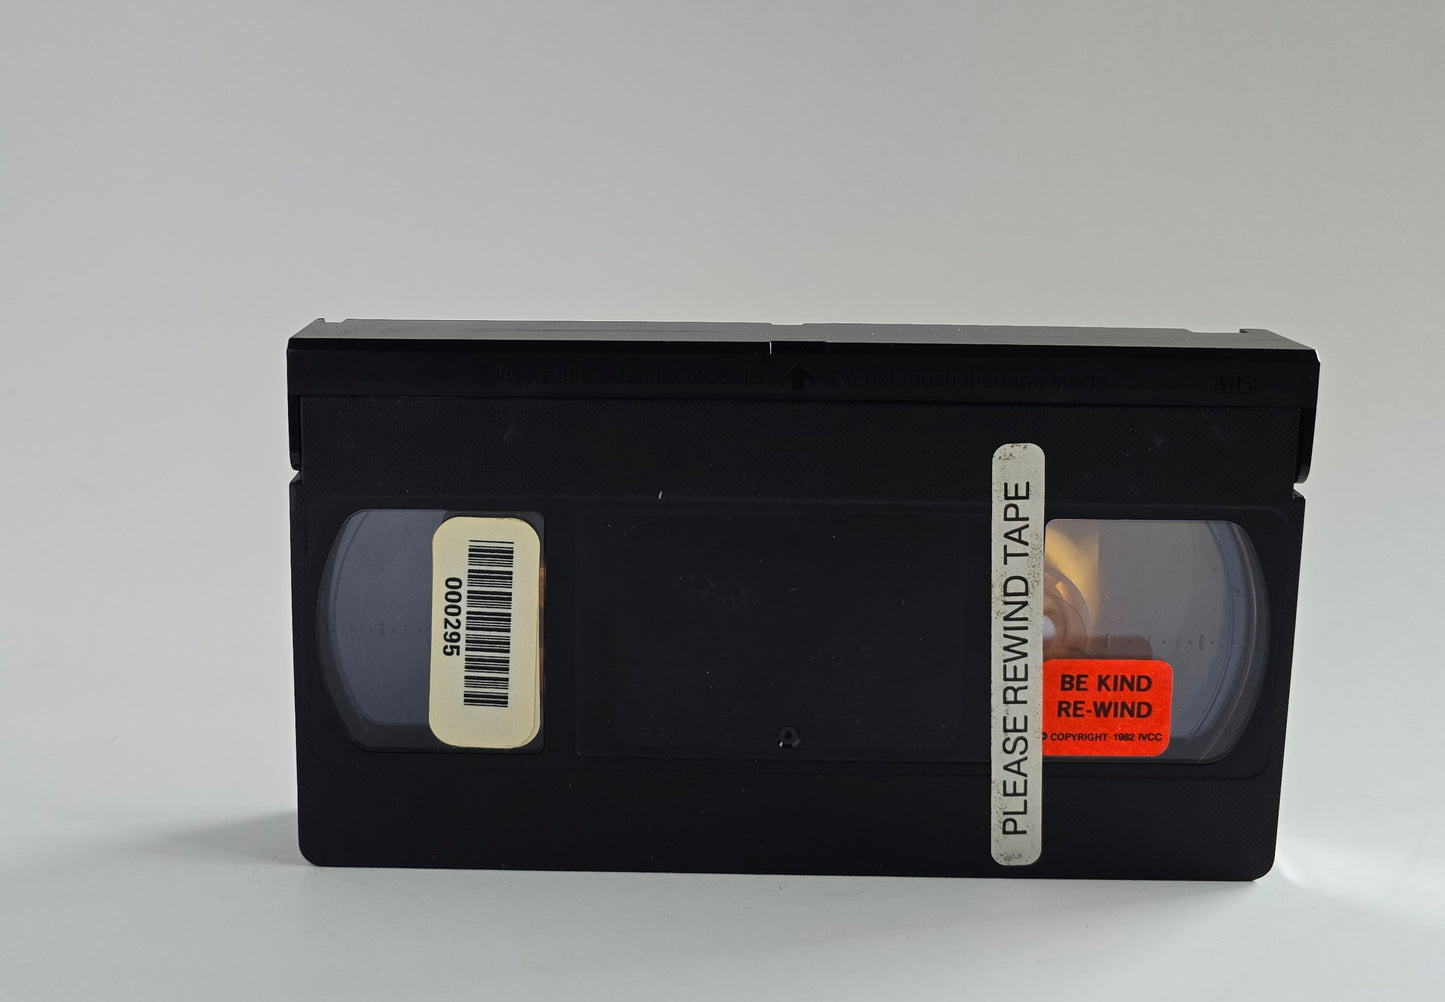 Insert this side into recorder
Do not touch the tape inside
VHS
000295
PLEASE REWIND TAPE
BE KIND
RE-WIND
© COPYRIGHT 1982 IVCC